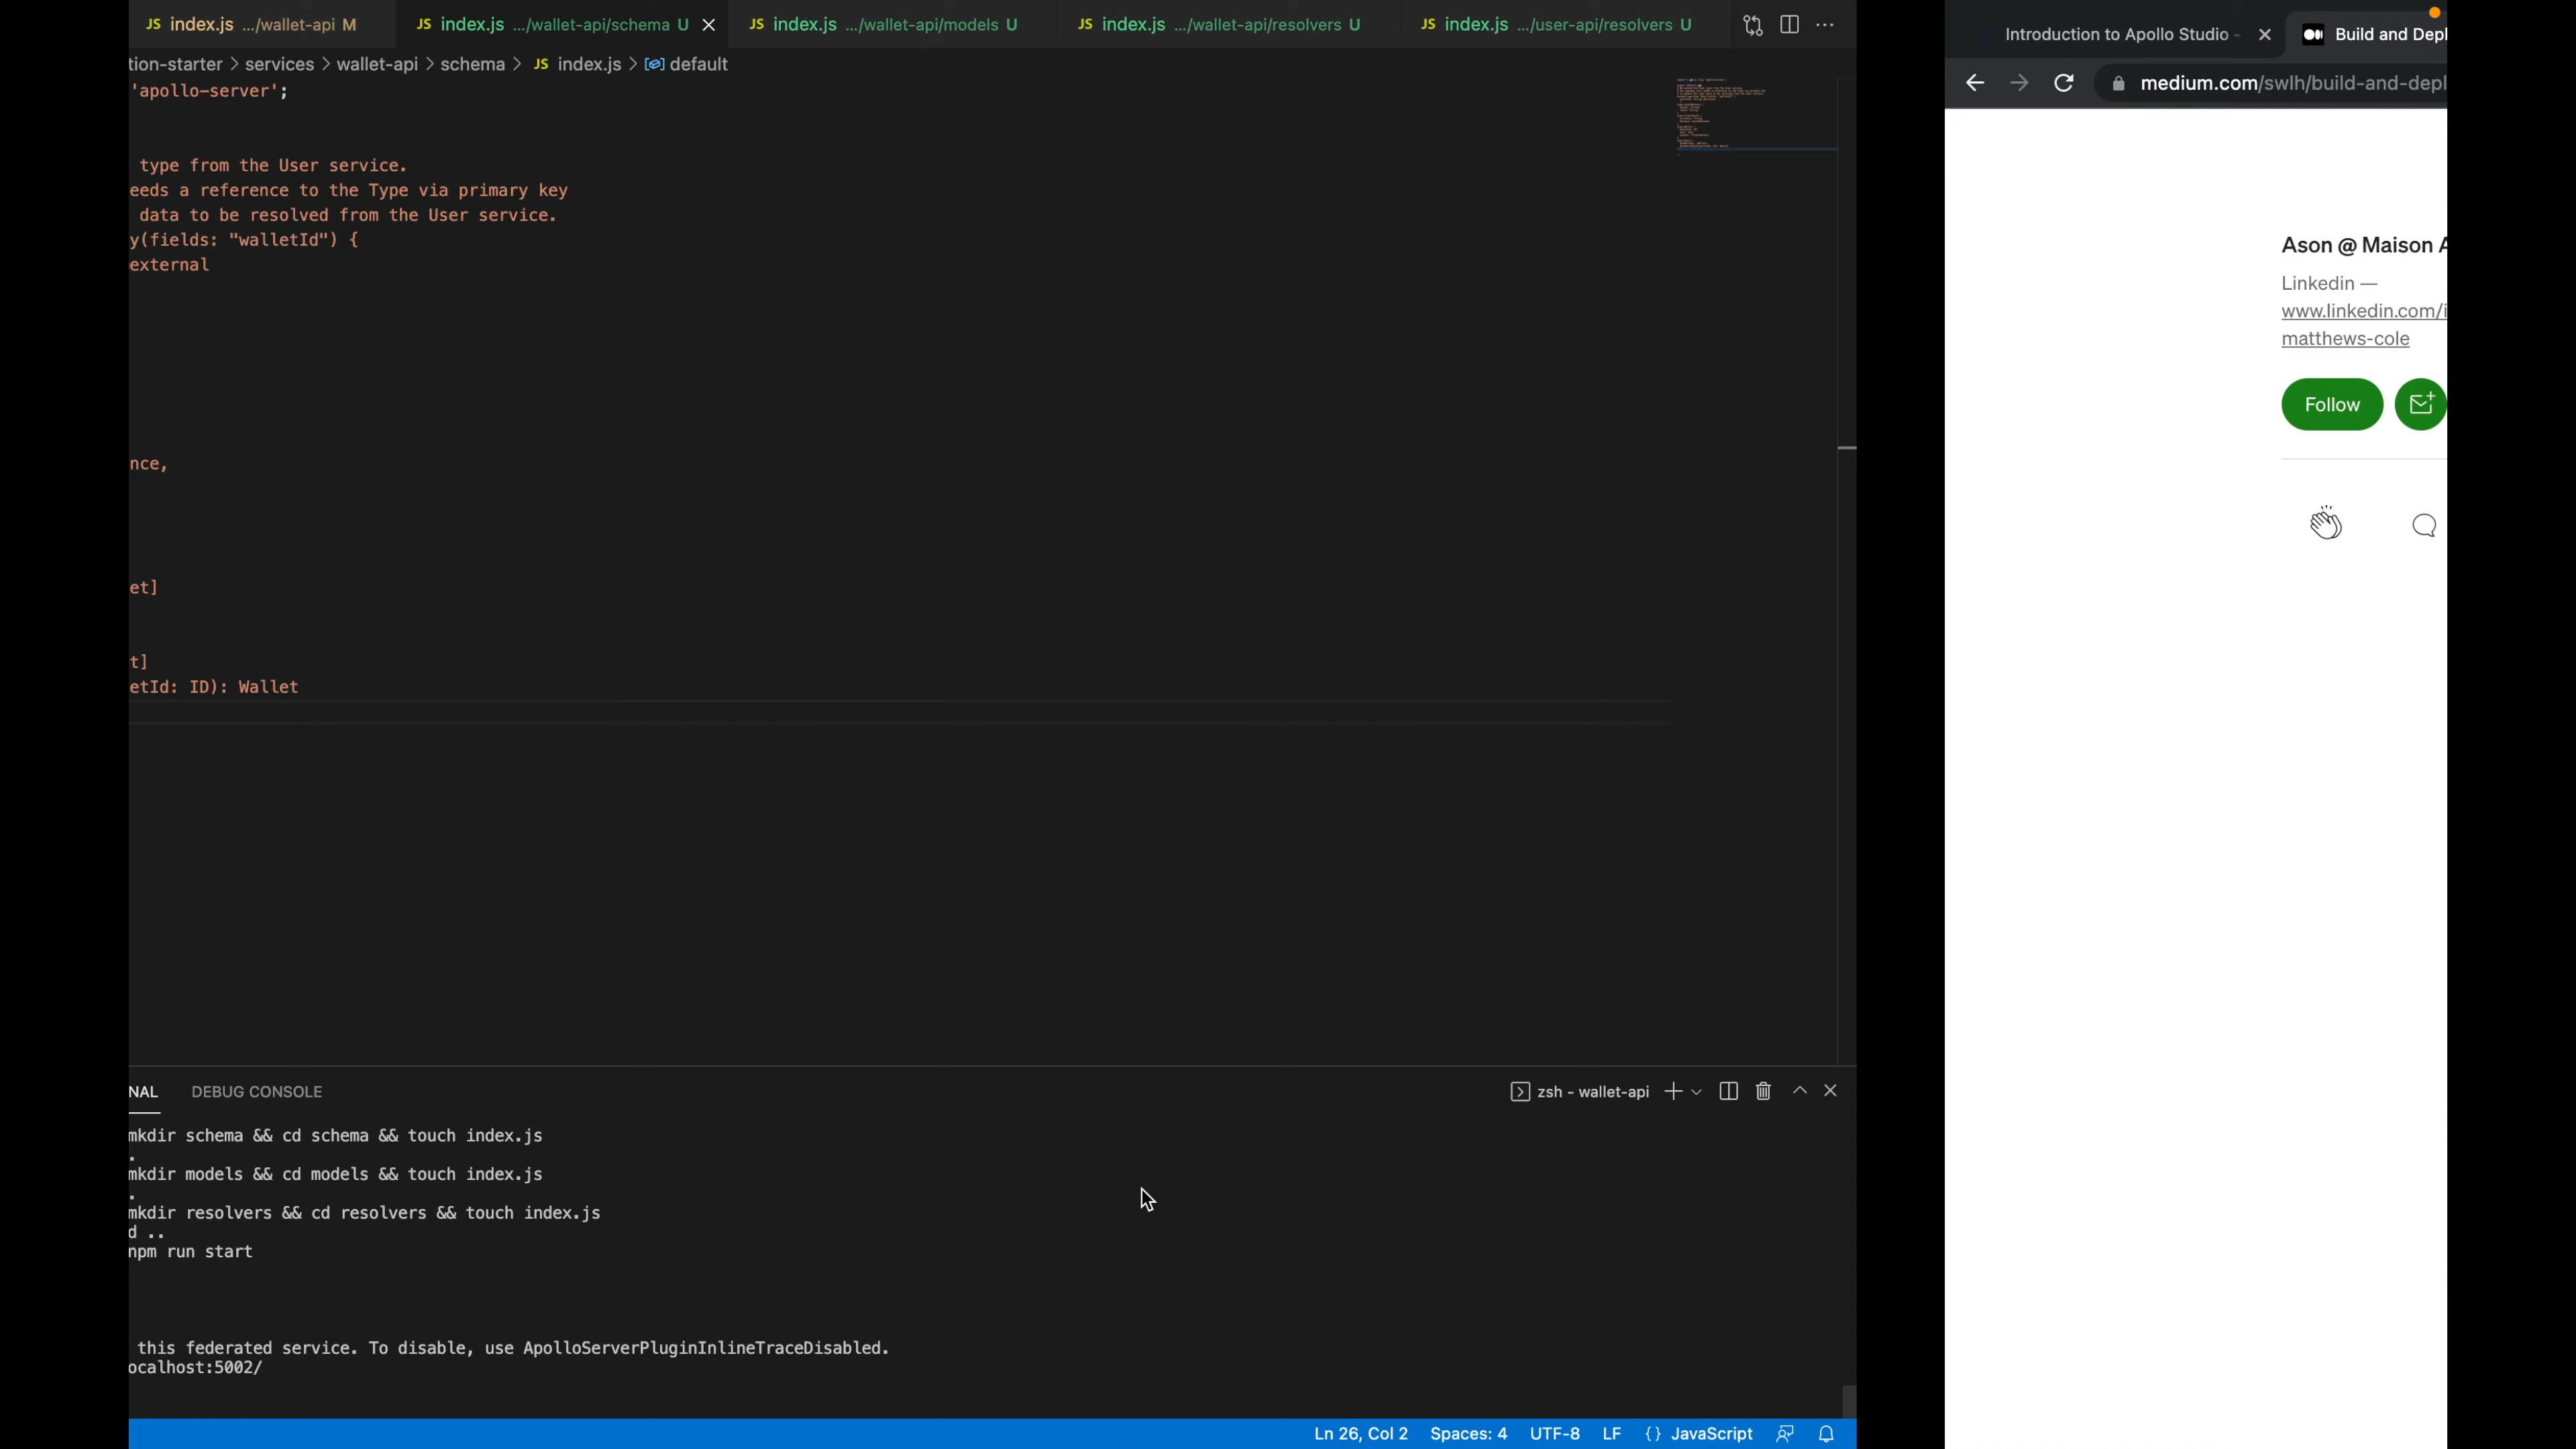 JS index.js .../wallet-api M
JS index.js .../wallet-api/schema U
JS index.js .../wallet-api/models U
JS index.js .../wallet-api/resolvers U
JS index.js .../user-api/resolvers U
tion-starter > services > wallet-api > schema > JS index.js > default
'apollo-server';
type from the User service.
eeds a reference to the Type via primary key
data to be resolved from the User service.
y(fields: "walletId") {
external
nce,
et]
t]
etId: ID): Wallet
NAL DEBUG CONSOLE
zsh - wallet-api
mkdir schema && cd schema && touch index.js
.
mkdir models && cd models && touch index.js
.
mkdir resolvers && cd resolvers && touch index.js
d ..
npm run start
this federated service. To disable, use ApolloServerPluginInlineTraceDisabled.
ocalhost:5002/
Ln 26, Col 2 Spaces: 4 UTF-8 LF {} JavaScript
Introduction to Apollo Studio -
Build and Depl
medium.com/swlh/build-and-depl
Ason @ Maison A
Linkedin —
www.linkedin.com/i
matthews-cole
Follow